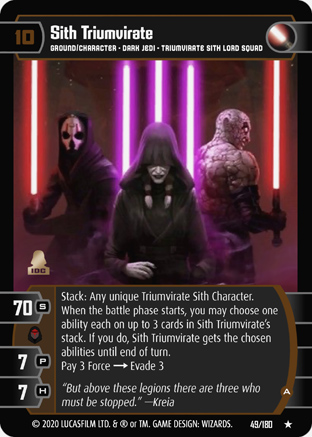 10
Sith Triumvirate
GROUND/CHARACTER • DARK JEDI • TRIUMVIRATE SITH LORD SQUAD
IDC
70 S
7 P
7 H
Stack: Any unique Triumvirate Sith Character.
When the battle phase starts, you may choose one
ability each on up to 3 cards in Sith Triumvirate's
stack. If you do, Sith Triumvirate gets the chosen
abilities until end of turn.
Pay 3 Force → Evade 3
“But above these legions there are three who
must be stopped.” —Kreia
A
© 2020 LUCASFILM LTD. & ® or TM. GAME DESIGN: WIZARDS.
49/180 ★